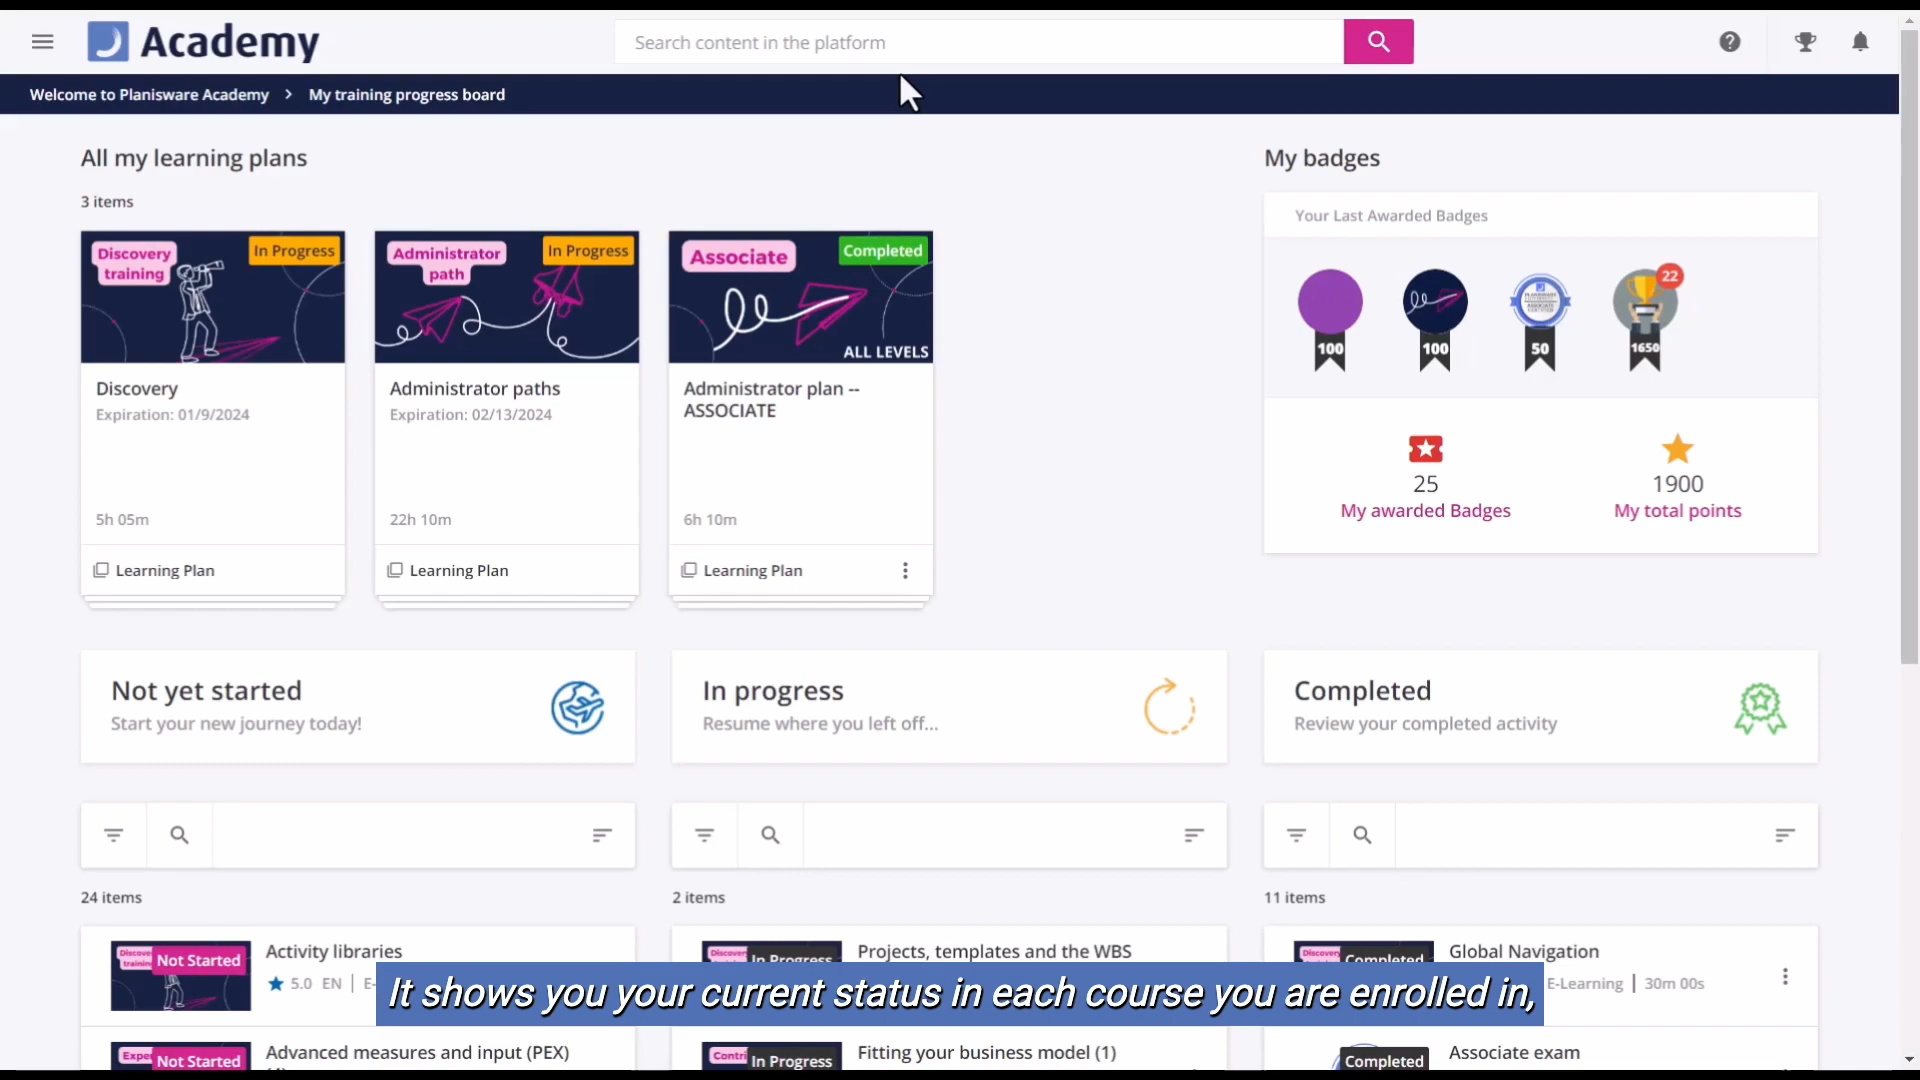 Academy
Search content in the platform
Welcome to Planisware Academy > My training progress board
All my learning plans
3 items
Discovery
training
In Progress
Discovery
Expiration: 01/9/2024
5h 05m
Learning Plan
Administrator
path
In Progress
Administrator paths
Expiration: 02/13/2024
22h 10m
Learning Plan
Associate
Completed
ALL LEVELS
Administrator plan --
ASSOCIATE
6h 10m
Learning Plan
My badges
Your Last Awarded Badges
100
100
50
22
1650
25
My awarded Badges
1900
My total points
Not yet started
Start your new journey today!
In progress
Resume where you left off...
Completed
Review your completed activity
24 items
Not Started
Activity libraries
5.0 EN | E-
Not Started
Advanced measures and input (PEX)
2 items
In Progress
Projects, templates and the WBS
In Progress
Fitting your business model (1)
11 items
Completed
Global Navigation
E-Learning | 30m 00s
Completed
Associate exam
It shows you your current status in each course you are enrolled in,